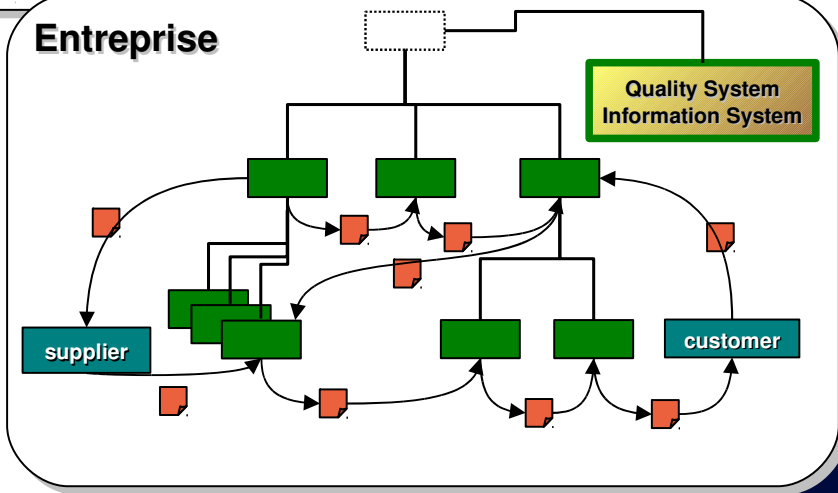 Entreprise
Quality System
Information System
supplier
customer